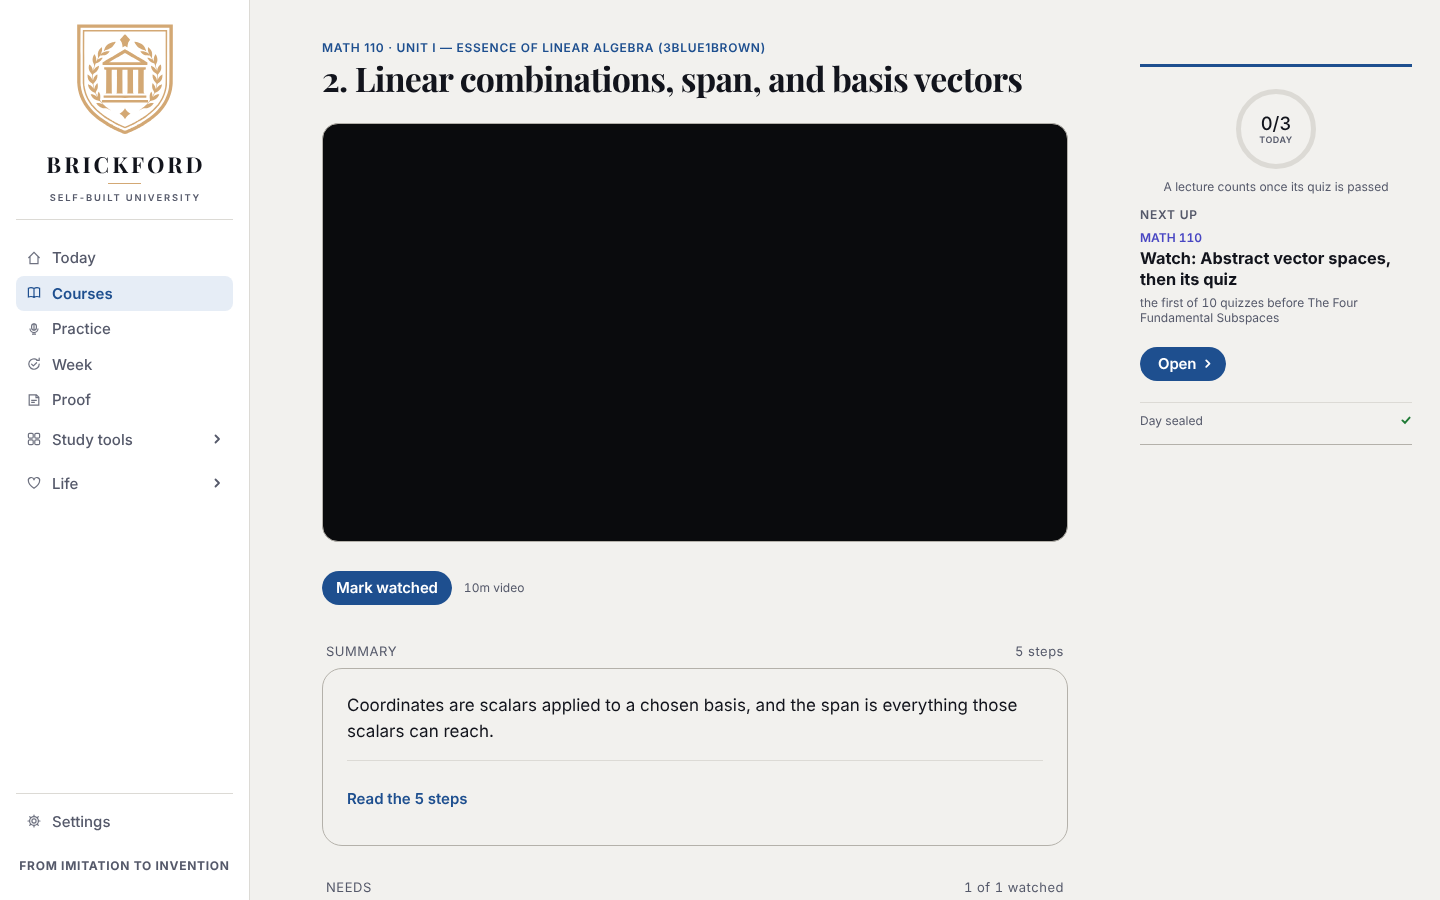 BRICKFORD
SELF-BUILT UNIVERSITY
Today
Courses
Practice
Week
Proof
Study tools
Life
Settings
FROM IMITATION TO INVENTION
MATH 110 · UNIT I — ESSENCE OF LINEAR ALGEBRA (3BLUE1BROWN)
2. Linear combinations, span, and basis vectors
Mark watched
10m video
SUMMARY
5 steps
Coordinates are scalars applied to a chosen basis, and the span is everything those
scalars can reach.
Read the 5 steps
NEEDS
1 of 1 watched
0/3
TODAY
A lecture counts once its quiz is passed
NEXT UP
MATH 110
Watch: Abstract vector spaces,
then its quiz
the first of 10 quizzes before The Four
Fundamental Subspaces
Open
Day sealed